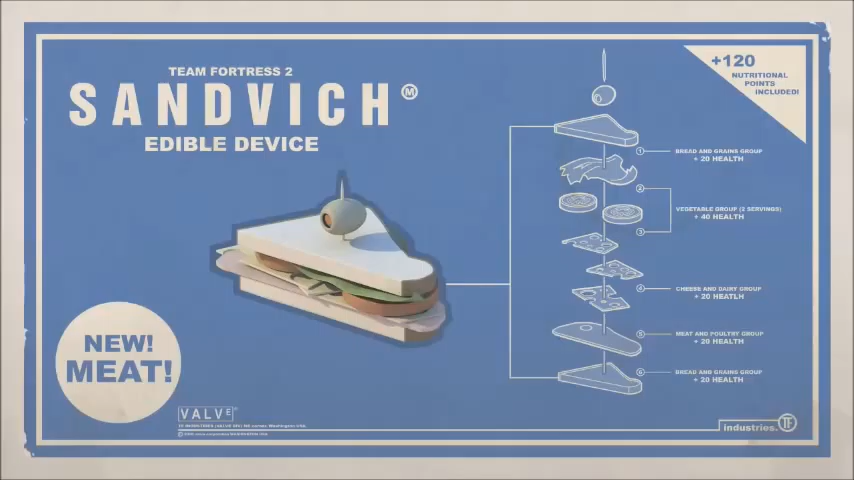 TEAM FORTRESS 2
SANDVICH Ⓜ
EDIBLE DEVICE
+120
NUTRITIONAL
POINTS
INCLUDED!
1
BREAD AND GRAINS GROUP
+ 20 HEALTH
2
VEGETABLE GROUP (2 SERVINGS)
+ 40 HEALTH
3
4
CHEESE AND DAIRY GROUP
+ 20 HEATLH
5
MEAT AND POULTRY GROUP
+ 20 HEALTH
6
BREAD AND GRAINS GROUP
+ 20 HEALTH
NEW!
MEAT!
VALVE
industries. TF